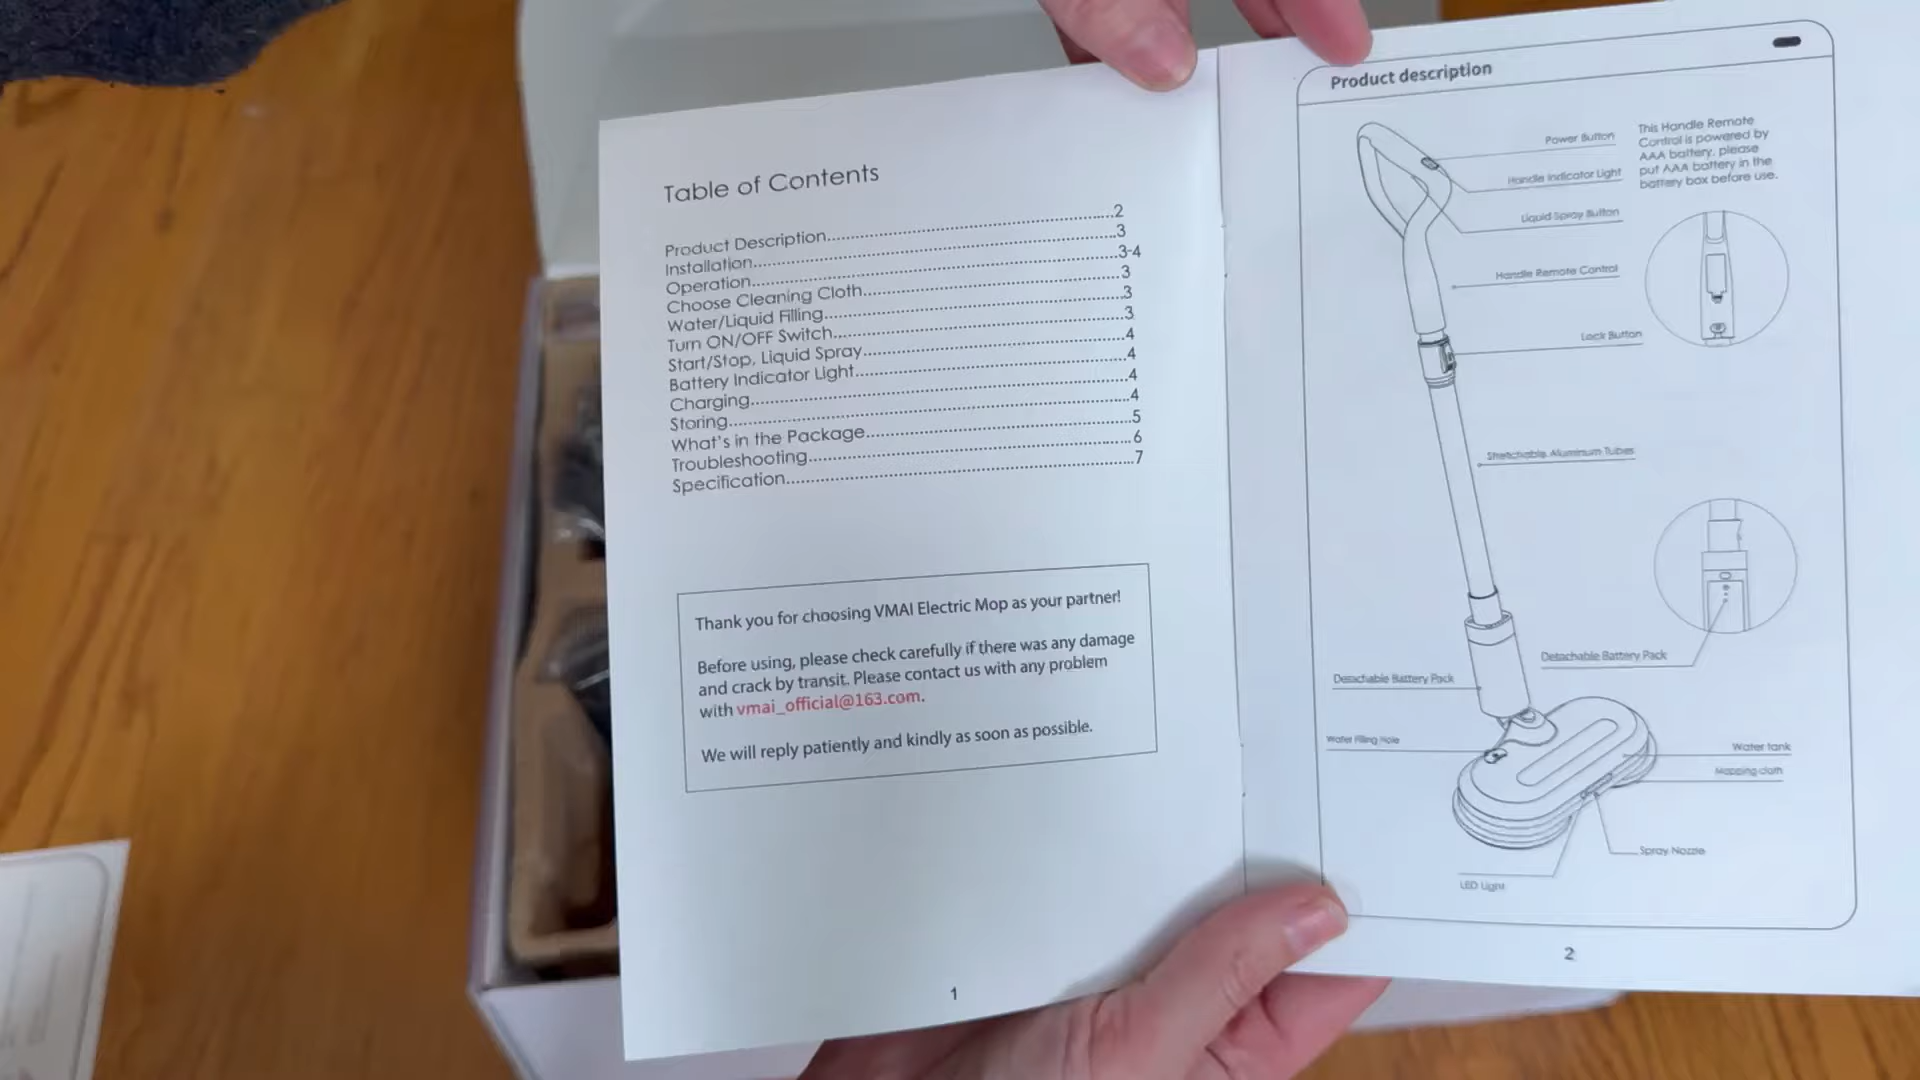 Table of Contents
Product Description..........2
Installation..........3
Operation..........3-4
Choose Cleaning Cloth..........3
Water/Liquid Filling..........3
Turn ON/OFF Switch..........3
Start/Stop, Liquid Spray..........4
Battery Indicator Light..........4
Charging..........4
Storing..........4
What's in the Package..........5
Troubleshooting..........6
Specification..........7
Thank you for choosing VMAI Electric Mop as your partner!
Before using, please check carefully if there was any damage
and crack by transit. Please contact us with any problem
with vmai_official@163.com.
We will reply patiently and kindly as soon as possible.
1
Product description
Power Button
Handle Indicator Light
Liquid Spray Button
Handle Remote Control
Lock Button
This Handle Remote
Control is powered by
AAA battery, please
put AAA battery in the
battery box before use.
Stretchable Aluminum Tubes
Detachable Battery Pack
Detachable Battery Pack
Water Filling Hole
Water tank
Mopping cloth
Spray Nozzle
LED Light
2